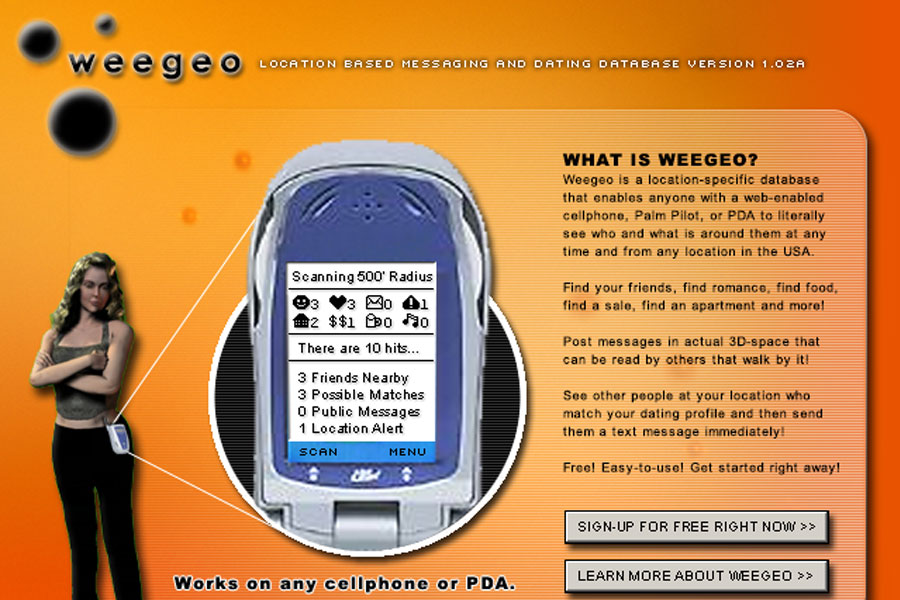 weegeo
LOCATION BASED MESSAGING AND DATING DATABASE VERSION 1.02A
WHAT IS WEEGEO?
Weegeo is a location-specific database
that enables anyone with a web-enabled
cellphone, Palm Pilot, or PDA to literally
see who and what is around them at any
time and from any location in the USA.
Find your friends, find romance, find food,
find a sale, find an apartment and more!
Post messages in actual 3D-space that
can be read by others that walk by it!
See other people at your location who
match your dating profile and then send
them a text message immediately!
Free! Easy-to-use! Get started right away!
SIGN-UP FOR FREE RIGHT NOW >>
LEARN MORE ABOUT WEEGEO >>
Scanning 500' Radius
3 3 0 1
2 $$1 0 0
There are 10 hits...
3 Friends Nearby
3 Possible Matches
0 Public Messages
1 Location Alert
SCAN MENU
Works on any cellphone or PDA.